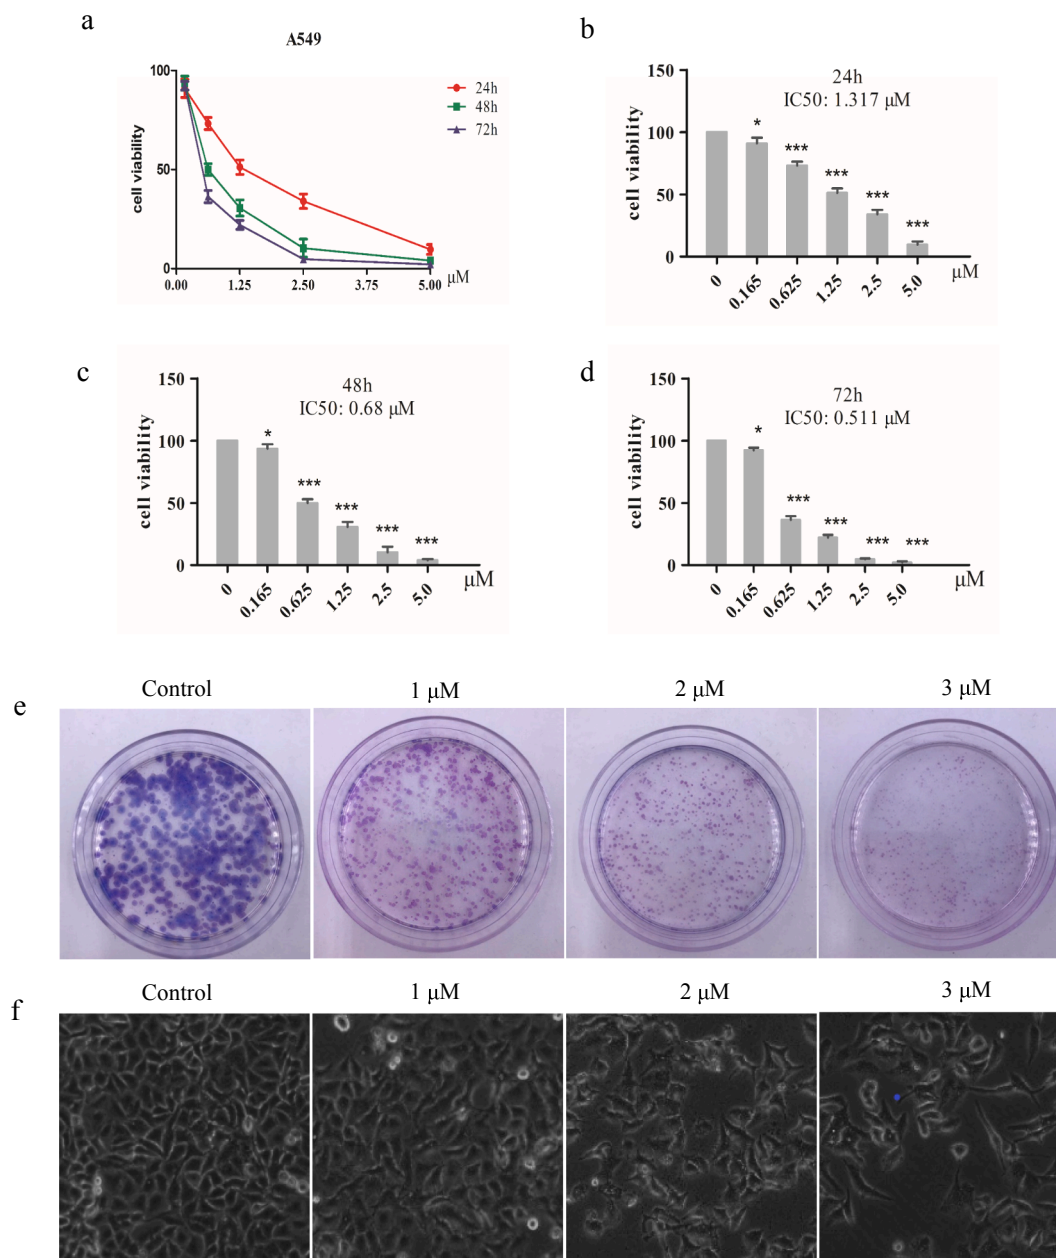 a
A549
100
50
0
cell viability
0.00 1.25 2.50 3.75 5.00 μM
24h
48h
72h
b
24h
IC50: 1.317 μM
150
100
50
0
cell viability
* *** *** *** ***
0 0.165 0.625 1.25 2.5 5.0 μM
c
48h
IC50: 0.68 μM
150
100
50
0
cell viability
* *** *** *** ***
0 0.165 0.625 1.25 2.5 5.0 μM
d
72h
IC50: 0.511 μM
150
100
50
0
cell viability
* *** *** *** ***
0 0.165 0.625 1.25 2.5 5.0 μM
e
Control 1 μM 2 μM 3 μM
f
Control 1 μM 2 μM 3 μM